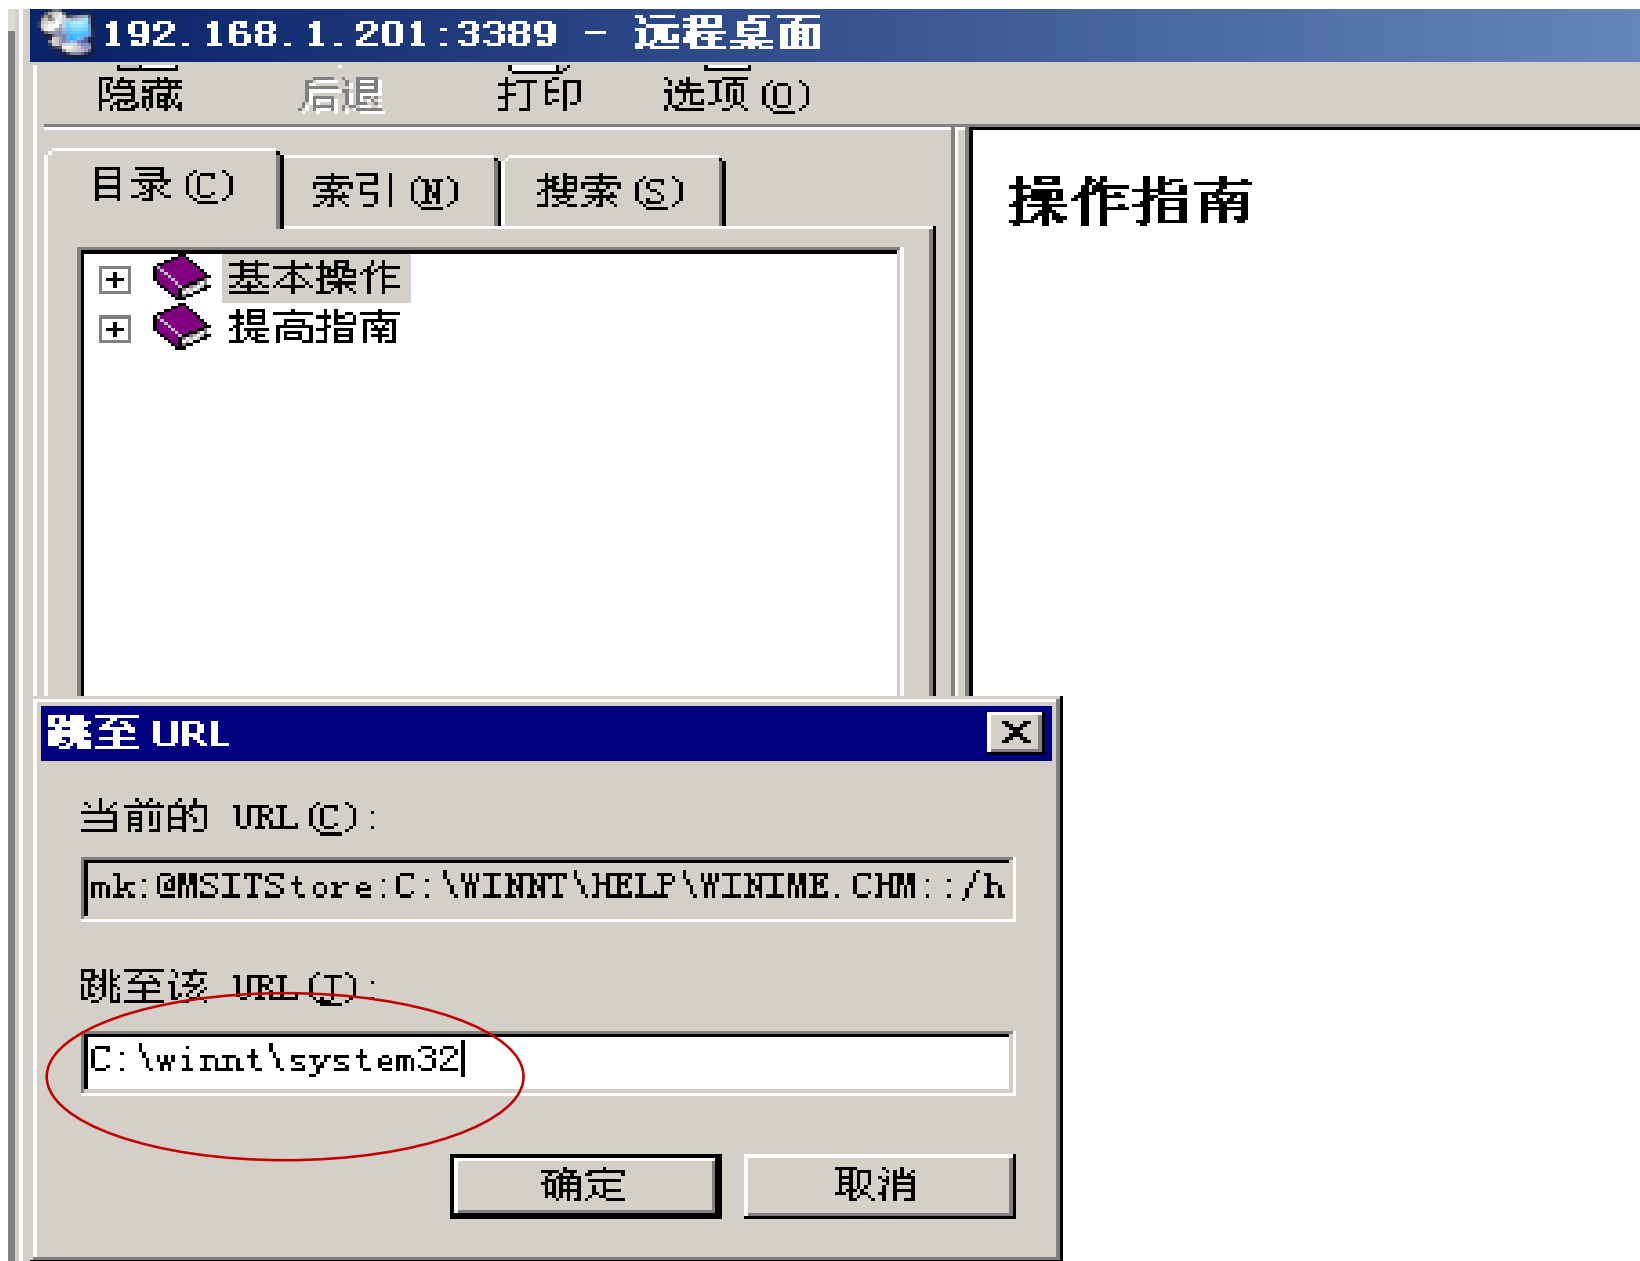 192.168.1.201:3389 - 远程桌面
隐藏 后退 打印 选项(O)
目录(C) 索引(N) 搜索(S)
操作指南
基本操作
提高指南
跳至 URL
当前的 URL(C):
mk:@MSITStore:C:\WINNT\HELP\WINIME.CHM::/h
跳至该 URL(J):
C:\winnt\system32
确定 取消